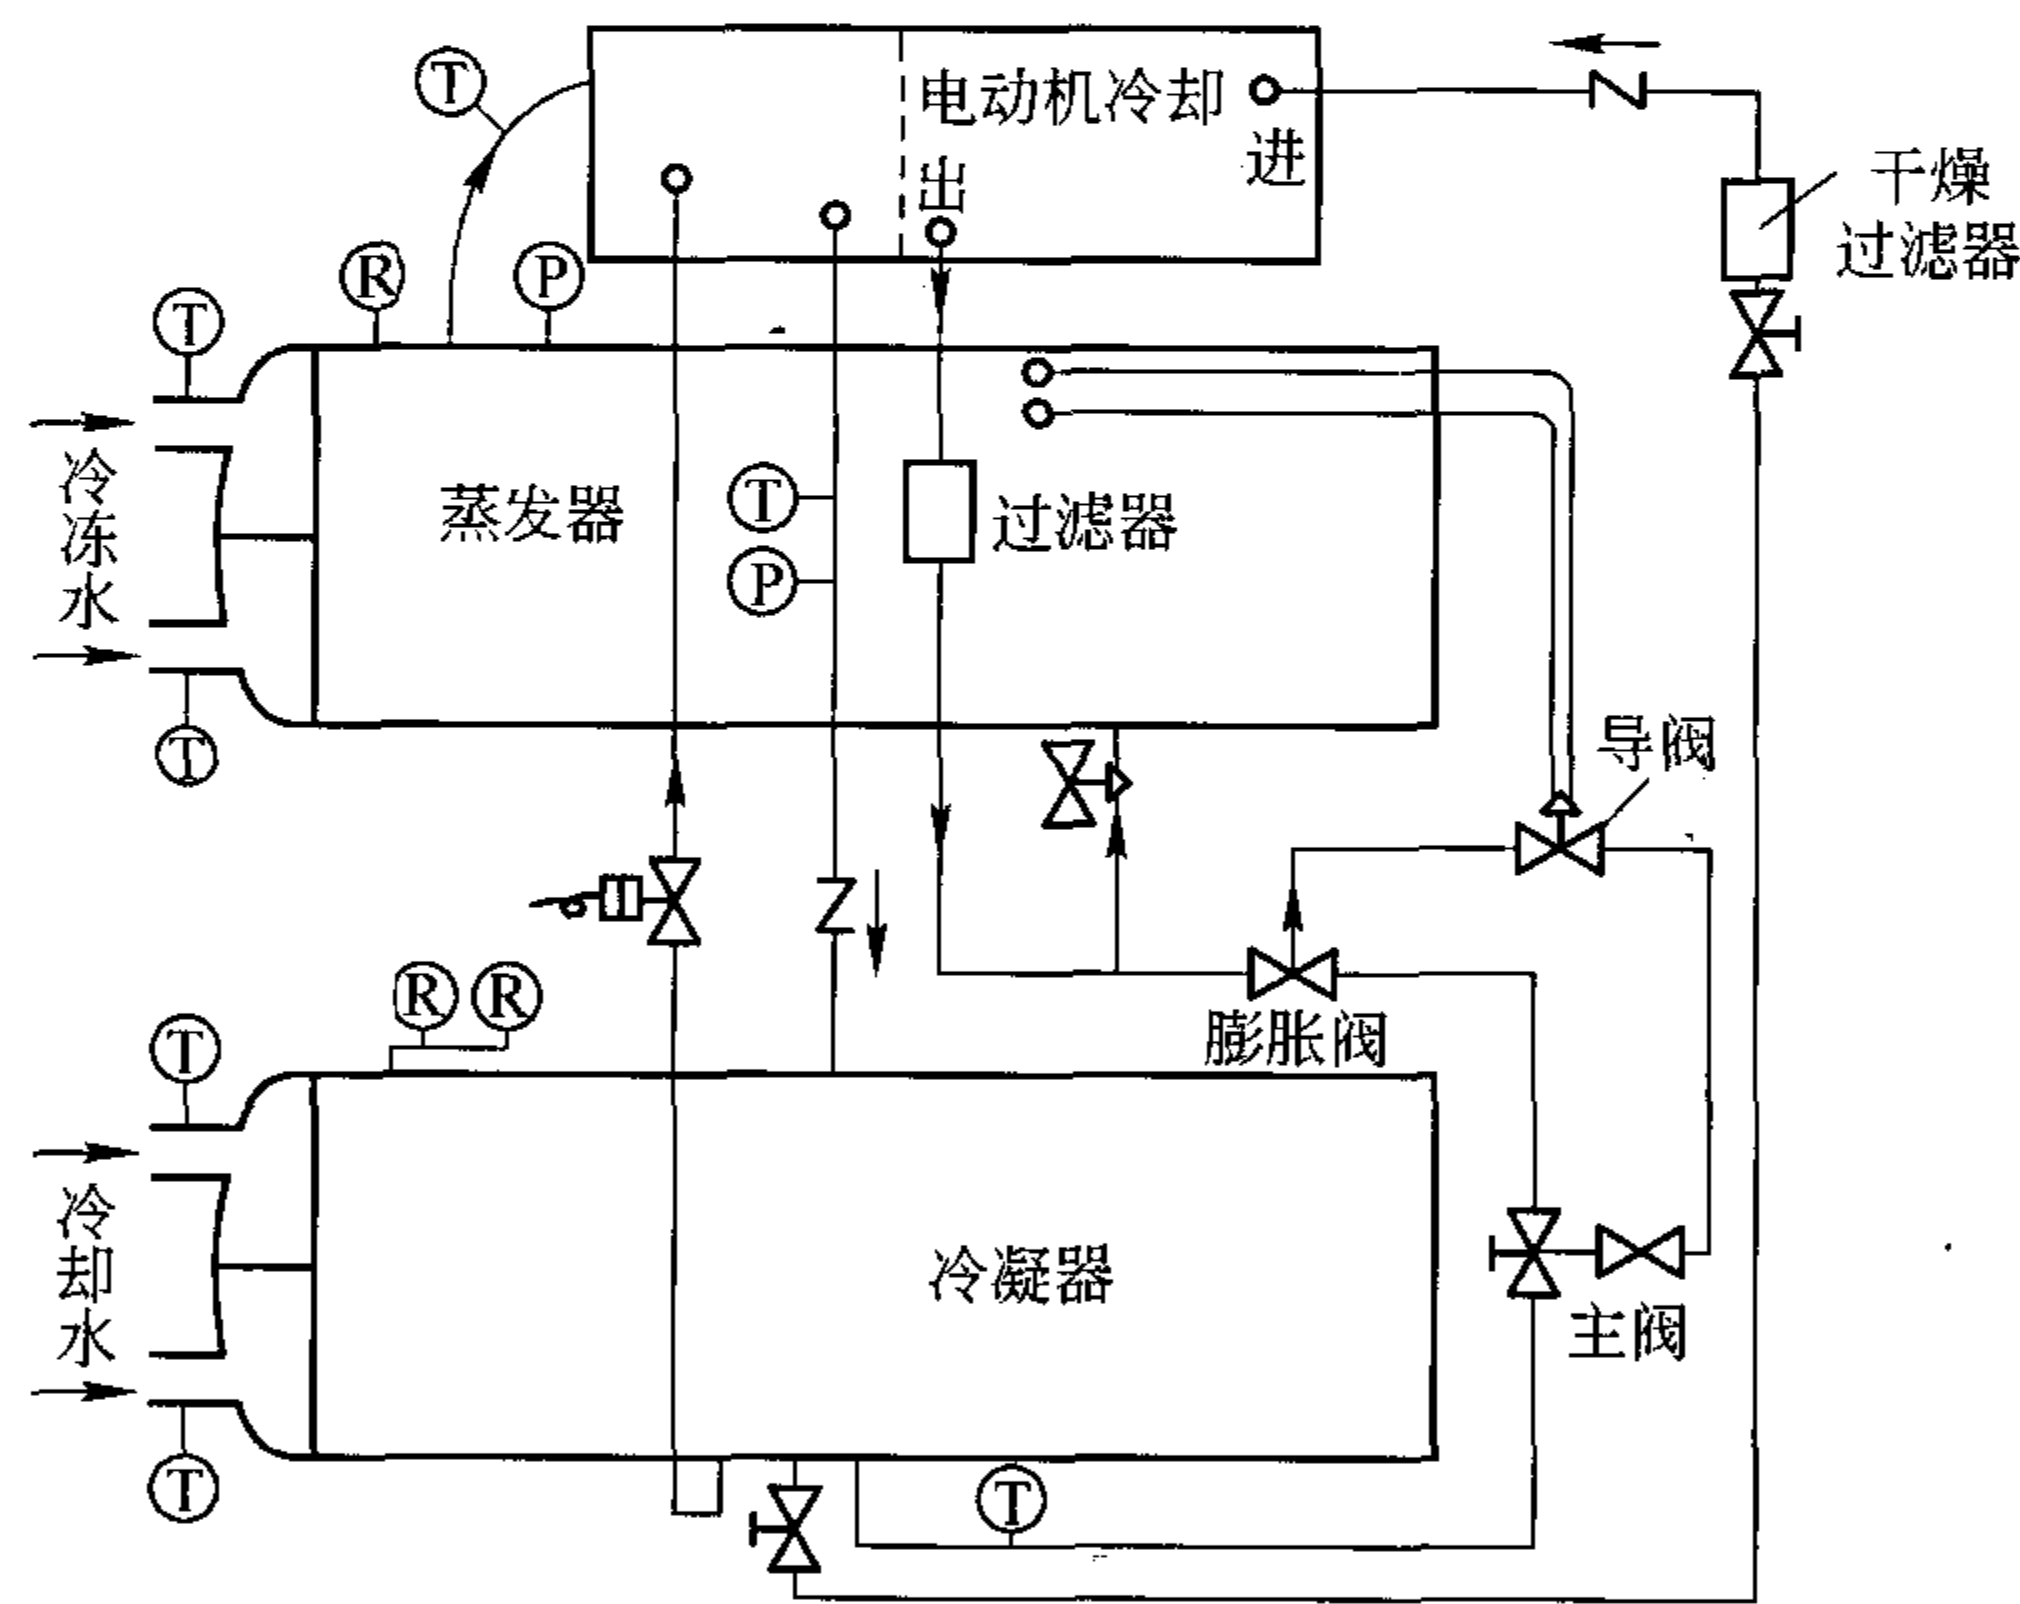 T
电动机冷却
进
出
干燥
过滤器
R
P
T
冷冻水
蒸发器
T
P
过滤器
T
导阀
R
R
T
膨胀阀
冷却水
冷凝器
主阀
T
T